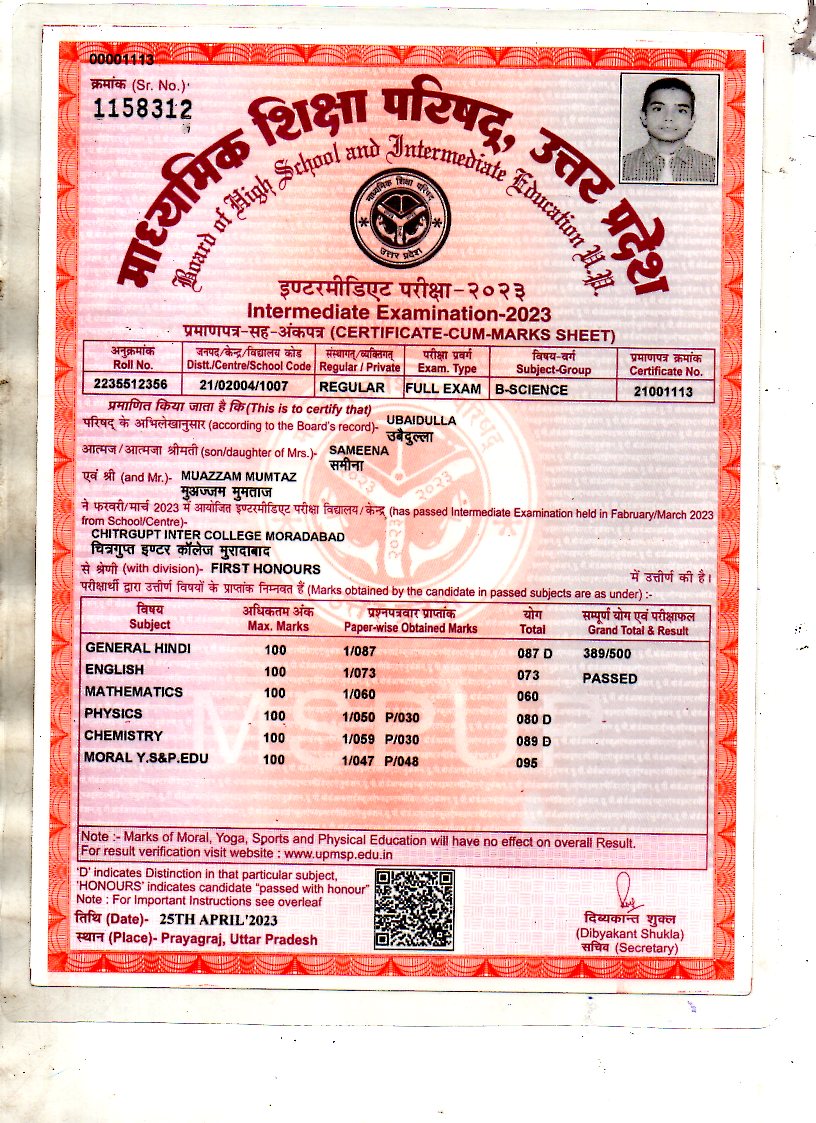 00001113
क्रमांक (Sr. No.)
1158312
माध्यमिक शिक्षा परिषद्, उत्तर प्रदेश
Board of High School and Intermediate Education U.P.
माध्यमिक शिक्षा परिषद
उत्तर प्रदेश
इण्टरमीडिएट परीक्षा-२०२३
Intermediate Examination-2023
प्रमाणपत्र-सह-अंकपत्र (CERTIFICATE-CUM-MARKS SHEET)
अनुक्रमांक जनपद/केन्द्र/विद्यालय कोड संस्थागत/व्यक्तिगत परीक्षा प्रवर्ग विषय-वर्ग प्रमाणपत्र क्रमांक
Roll No. Distt./Centre/School Code Regular / Private Exam. Type Subject-Group Certificate No.
2235512356 21/02004/1007 REGULAR FULL EXAM B-SCIENCE 21001113
प्रमाणित किया जाता है कि (This is to certify that)
परिषद् के अभिलेखानुसार (according to the Board's record)- UBAIDULLA
उबैदुल्ला
आत्मज/आत्मजा श्रीमती (son/daughter of Mrs.)- SAMEENA
समीना
एवं श्री (and Mr.)- MUAZZAM MUMTAZ
मुअज्जम मुमताज
ने फरवरी/मार्च 2023 में आयोजित इण्टरमीडिएट परीक्षा विद्यालय/केन्द्र (has passed Intermediate Examination held in Fabruary/March 2023
from School/Centre)-
CHITRGUPT INTER COLLEGE MORADABAD
चित्रगुप्त इण्टर कॉलेज मुरादाबाद
से श्रेणी (with division)- FIRST HONOURS में उत्तीर्ण की है।
परीक्षार्थी द्वारा उत्तीर्ण विषयों के प्राप्तांक निम्नवत हैं (Marks obtained by the candidate in passed subjects are as under) :-
विषय अधिकतम अंक प्रश्नपत्रवार प्राप्तांक योग सम्पूर्ण योग एवं परीक्षाफल
Subject Max. Marks Paper-wise Obtained Marks Total Grand Total & Result
GENERAL HINDI 100 1/087 087 D 389/500
ENGLISH 100 1/073 073 PASSED
MATHEMATICS 100 1/060 060
PHYSICS 100 1/050 P/030 080 D
CHEMISTRY 100 1/059 P/030 089 D
MORAL Y.S&P.EDU 100 1/047 P/048 095
MSPUP
Note :- Marks of Moral, Yoga, Sports and Physical Education will have no effect on overall Result.
For result verification visit website : www.upmsp.edu.in
'D' indicates Distinction in that particular subject,
'HONOURS' indicates candidate "passed with honour"
Note : For Important Instructions see overleaf
तिथि (Date)- 25TH APRIL'2023
स्थान (Place)- Prayagraj, Uttar Pradesh
दिव्यकान्त शुक्ल
(Dibyakant Shukla)
सचिव (Secretary)